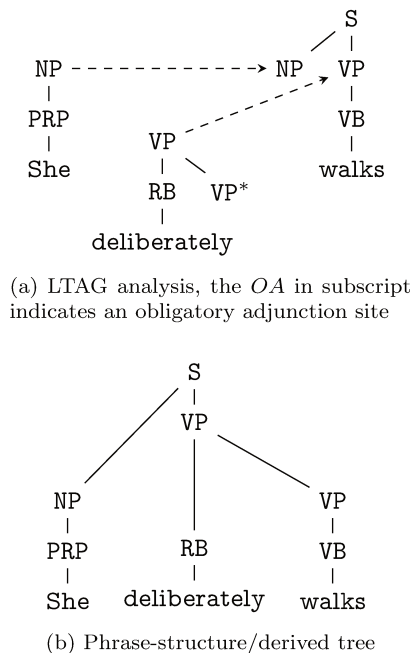 S
NP NP VP
PRP VB
VP
She walks
RB VP*
deliberately
(a) LTAG analysis, the OA in subscript
indicates an obligatory adjunction site
S
VP
NP VP
PRP RB VB
She deliberately walks
(b) Phrase-structure/derived tree